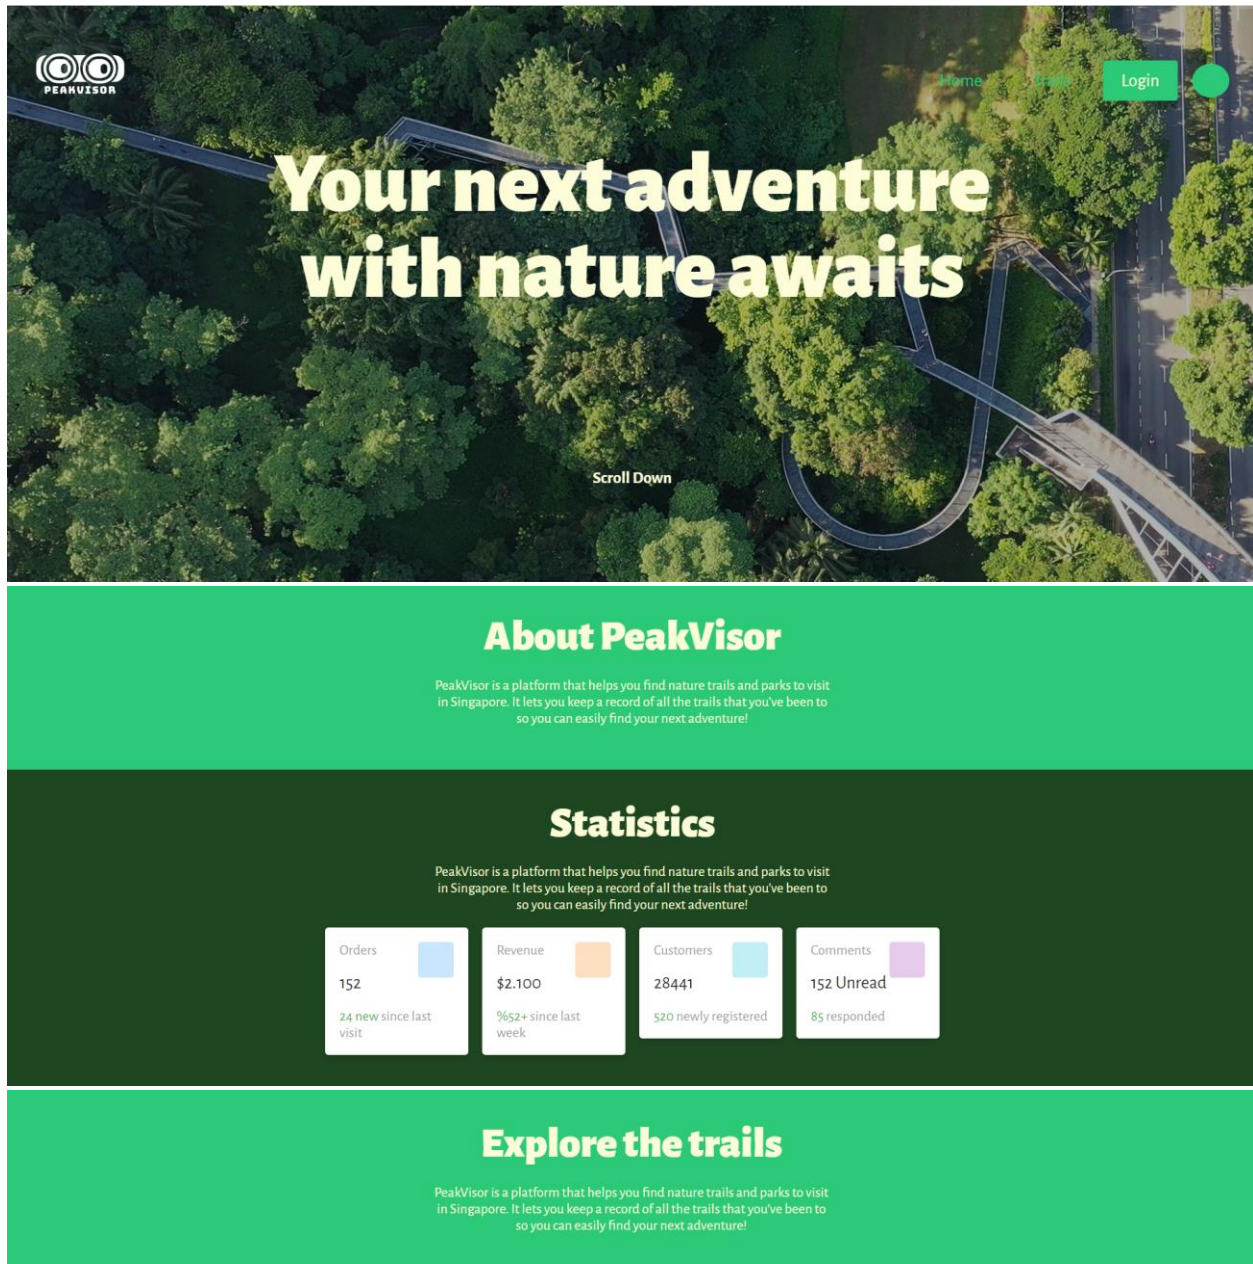 PEAKVISOR
Home
Trails
Login
Your next adventure
with nature awaits
Scroll Down
About PeakVisor
PeakVisor is a platform that helps you find nature trails and parks to visit
in Singapore. It lets you keep a record of all the trails that you've been to
so you can easily find your next adventure!
Statistics
PeakVisor is a platform that helps you find nature trails and parks to visit
in Singapore. It lets you keep a record of all the trails that you've been to
so you can easily find your next adventure!
Orders
152
24 new since last
visit
Revenue
$2.100
%52+ since last
week
Customers
28441
520 newly registered
Comments
152 Unread
85 responded
Explore the trails
PeakVisor is a platform that helps you find nature trails and parks to visit
in Singapore. It lets you keep a record of all the trails that you've been to
so you can easily find your next adventure!